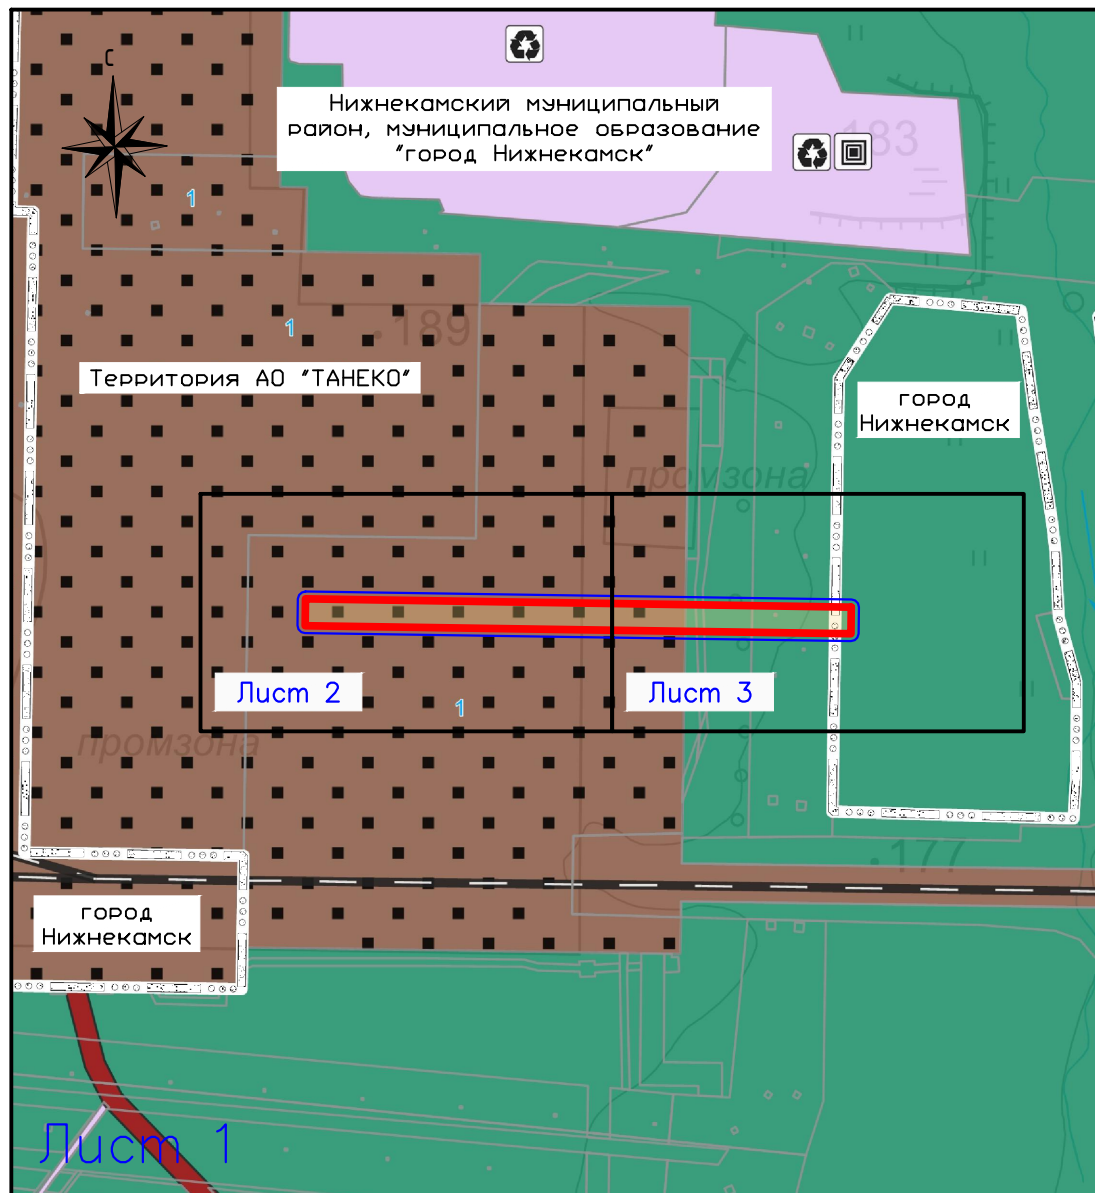 С
Нижнекамский муниципальный
район, муниципальное образование
"город Нижнекамск"
183
1
1
189
Территория АО "ТАНЕКО"
город
Нижнекамск
промзона
Лист 2
Лист 3
1
промзона
177
город
Нижнекамск
Лист 1